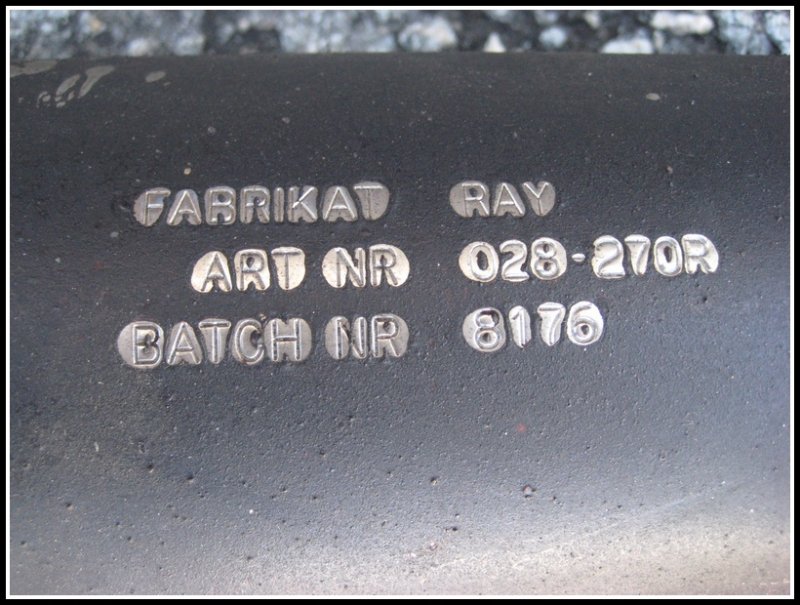 FABRIKAT RAY
ART NR 028-270R
BATCH NR 8176